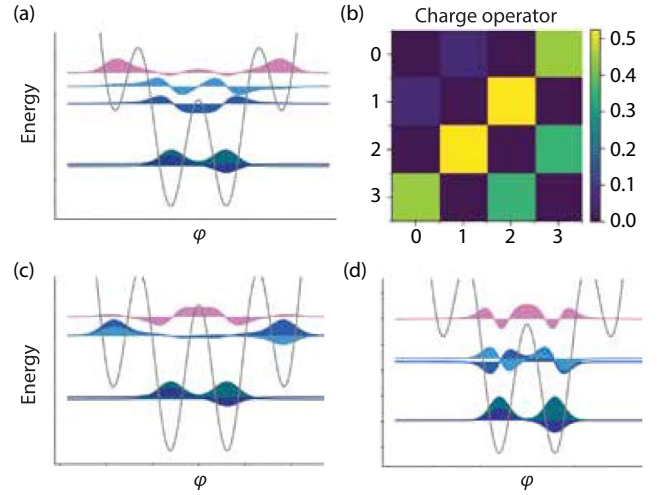 (a)
Energy
φ
(b)
Charge operator
0
1
2
3
0 1 2 3
0.5
0.4
0.3
0.2
0.1
0.0
(c)
Energy
φ
(d)
φ